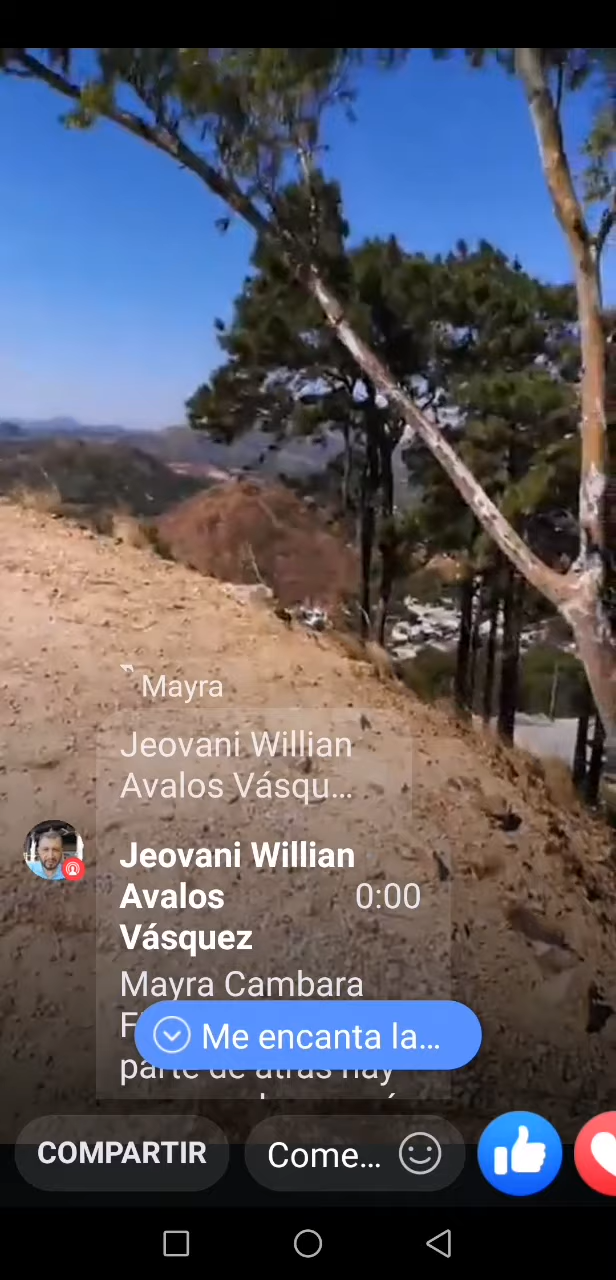 Mayra
Jeovani Willian
Avalos Vásqu...
Jeovani Willian
Avalos
Vásquez
0:00
Mayra Cambara
Me encanta la...
parte de atrás hay
COMPARTIR
Come...